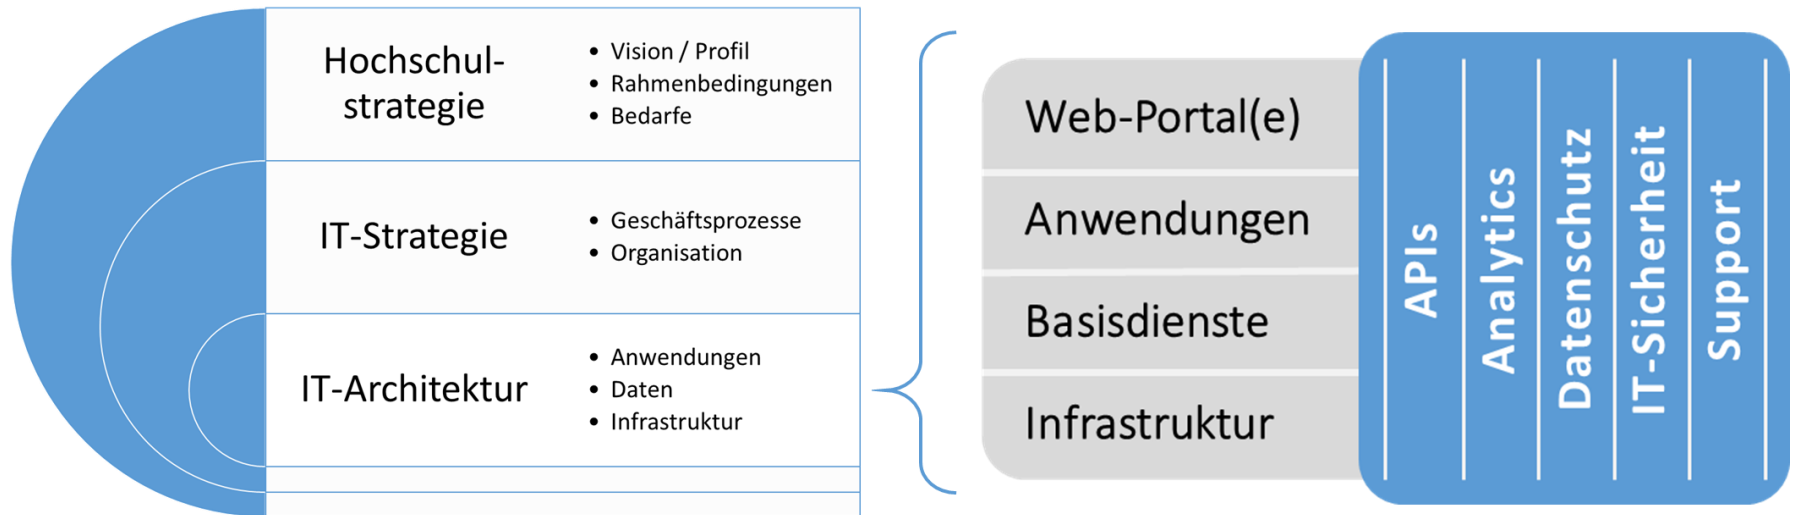 Hochschul-
strategie
• Vision / Profil
• Rahmenbedingungen
• Bedarfe
IT-Strategie
• Geschäftsprozesse
• Organisation
IT-Architektur
• Anwendungen
• Daten
• Infrastruktur
Web-Portal(e)
Anwendungen
Basisdienste
Infrastruktur
APIs
Analytics
Datenschutz
IT-Sicherheit
Support